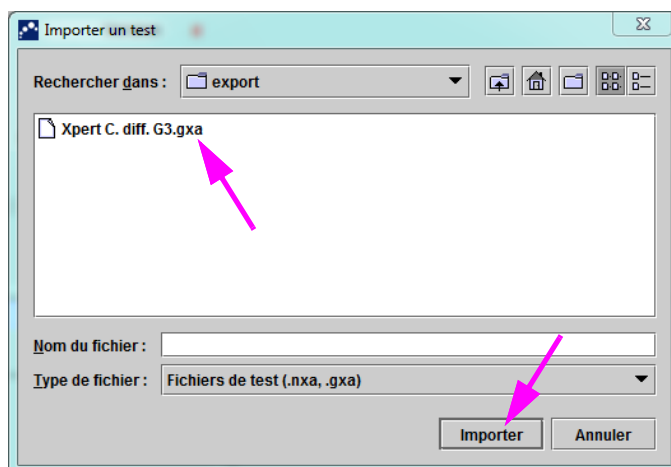 Importer un test
Rechercher dans : export
Xpert C. diff. G3.gxa
Nom du fichier :
Type de fichier : Fichiers de test (.nxa, .gxa)
Importer Annuler